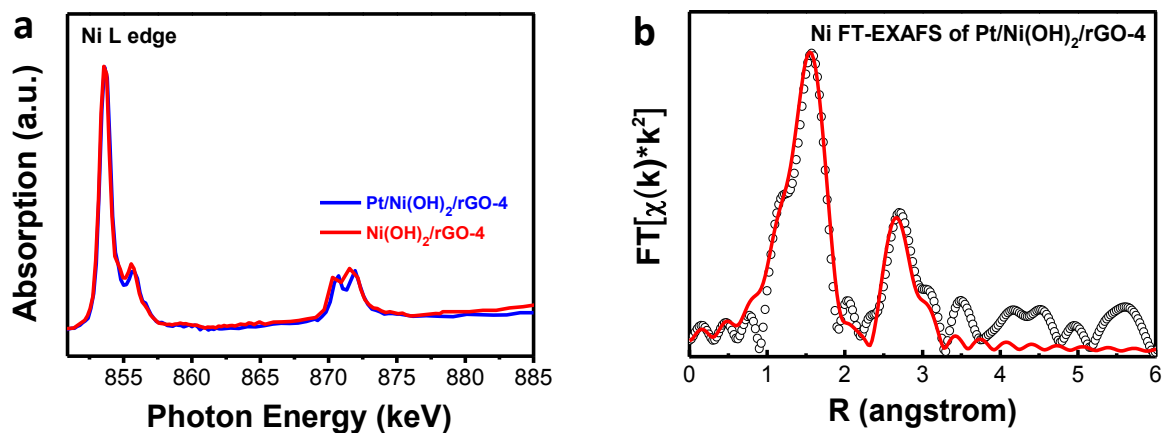 a
Ni L edge
Absorption (a.u.)
Pt/Ni(OH)₂/rGO-4
Ni(OH)₂/rGO-4
855 860 865 870 875 880 885
Photon Energy (keV)
b
Ni FT-EXAFS of Pt/Ni(OH)₂/rGO-4
FT[χ(k)*k²]
0 1 2 3 4 5 6
R (angstrom)